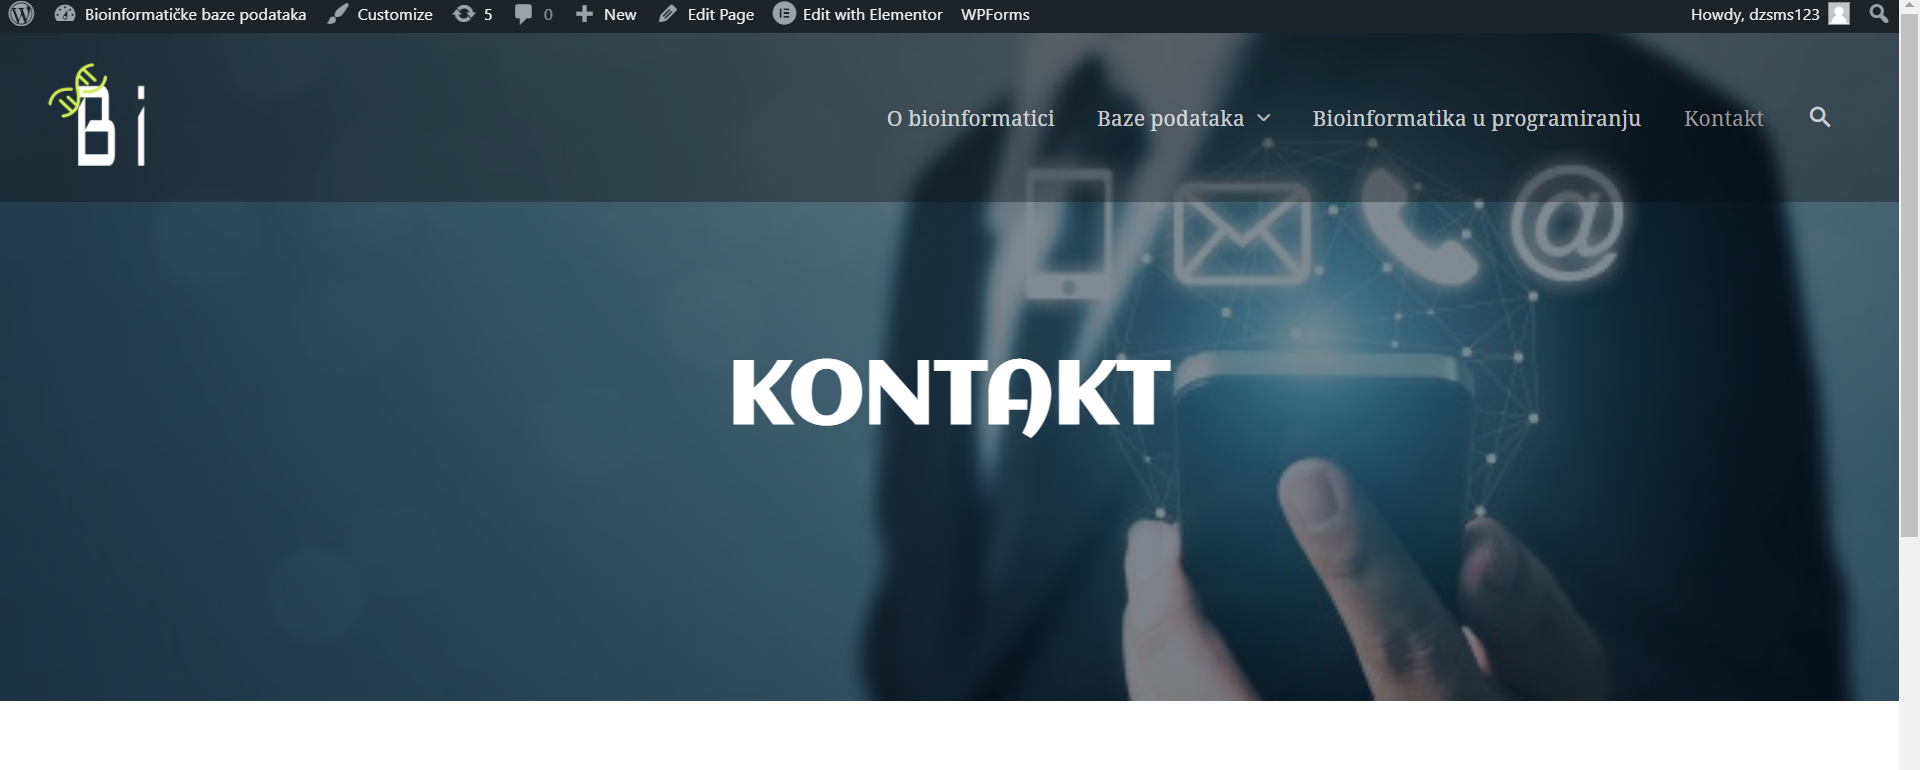 Bioinformatičke baze podataka Customize 5 0 New Edit Page Edit with Elementor WPForms Howdy, dzsms123
Bi
O bioinformatici Baze podataka Bioinformatika u programiranju Kontakt
@
KONTAKT